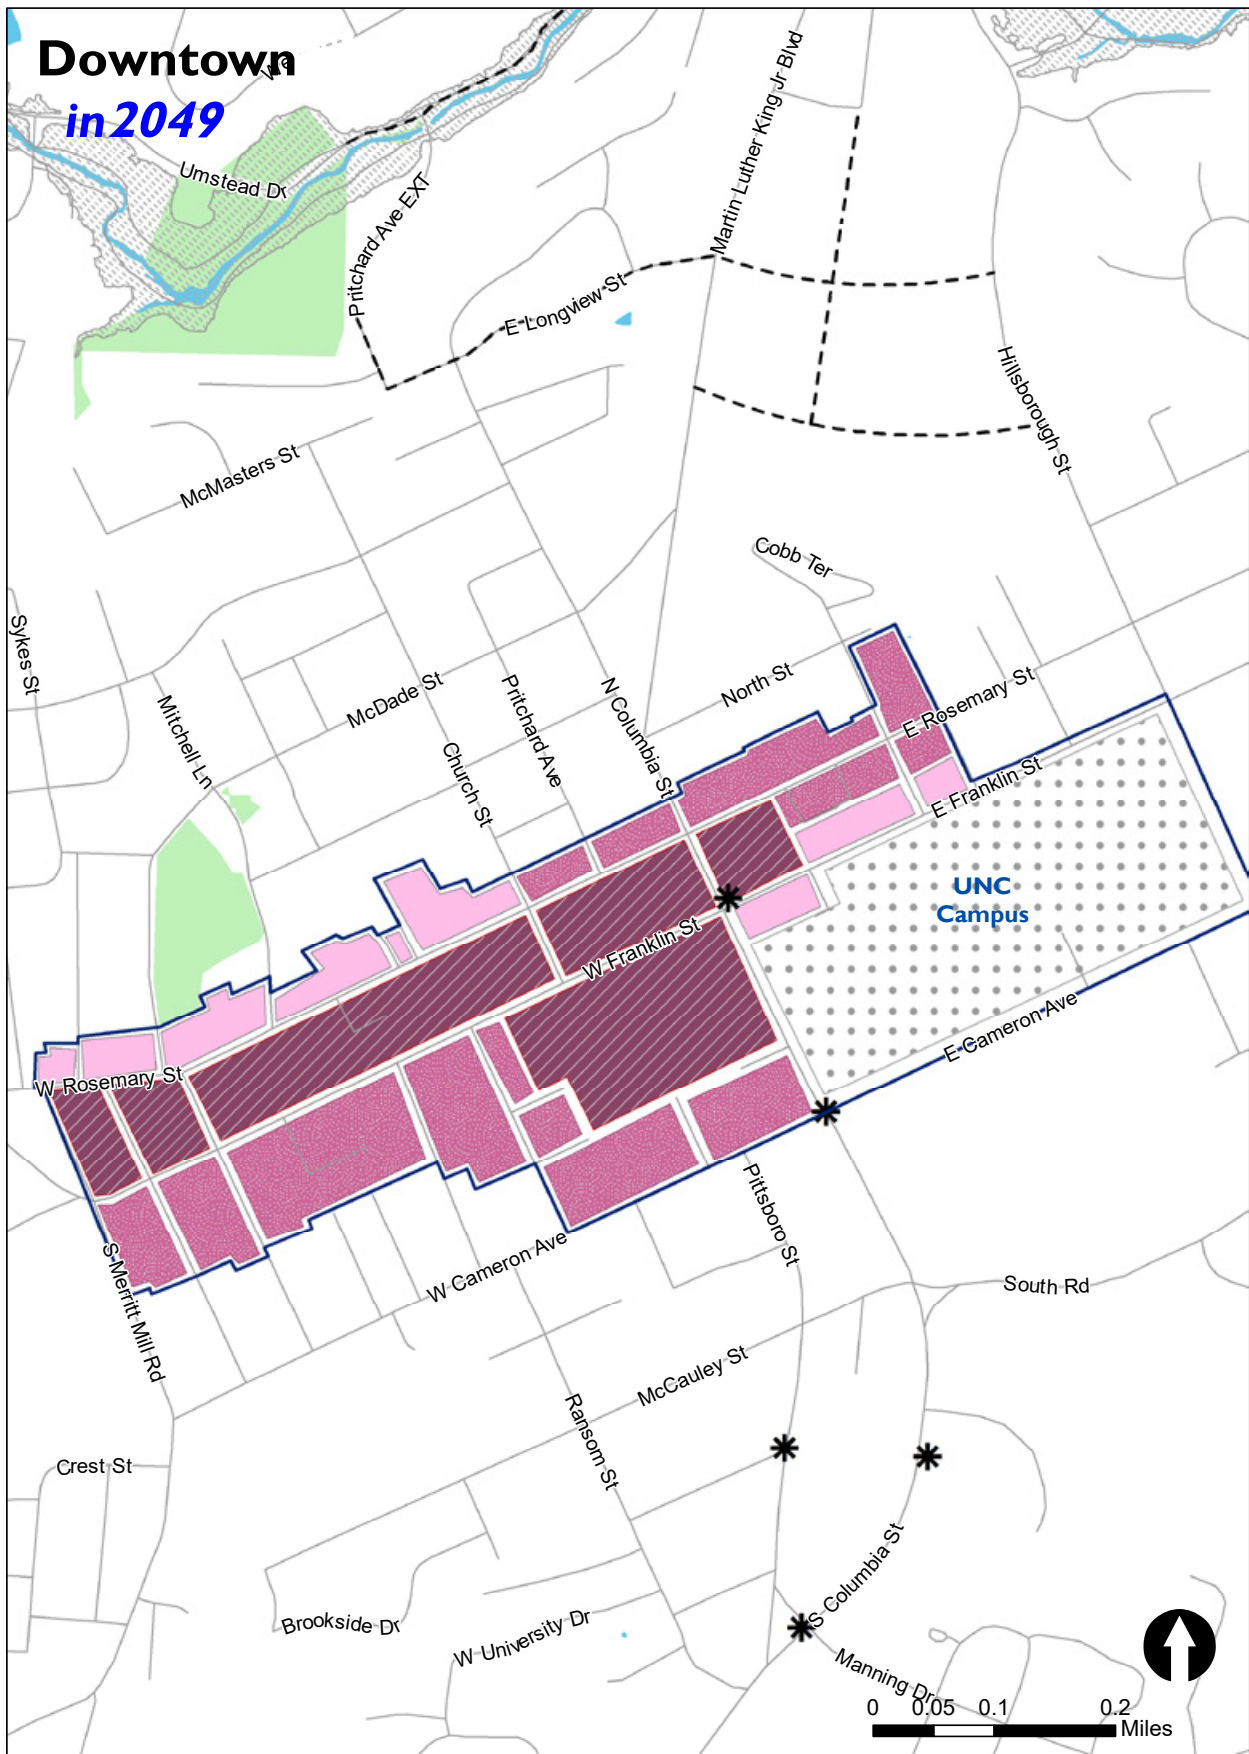 Downtown
in 2049
Umstead Dr
Pritchard Ave EXT
Martin Luther King Jr Blvd
E Longview St
Hillsborough St
McMasters St
Cobb Ter
Sykes St
Mitchell Ln
McDade St
Pritchard Ave
N Columbia St
North St
E Rosemary St
Church St
E Franklin St
UNC
Campus
W Franklin St
E Cameron Ave
W Rosemary St
Pittsboro St
S Merritt Mill Rd
W Cameron Ave
South Rd
McCauley St
Ransom St
Crest St
S Columbia St
Brookside Dr
W University Dr
Manning Dr
0 0.05 0.1 0.2
Miles